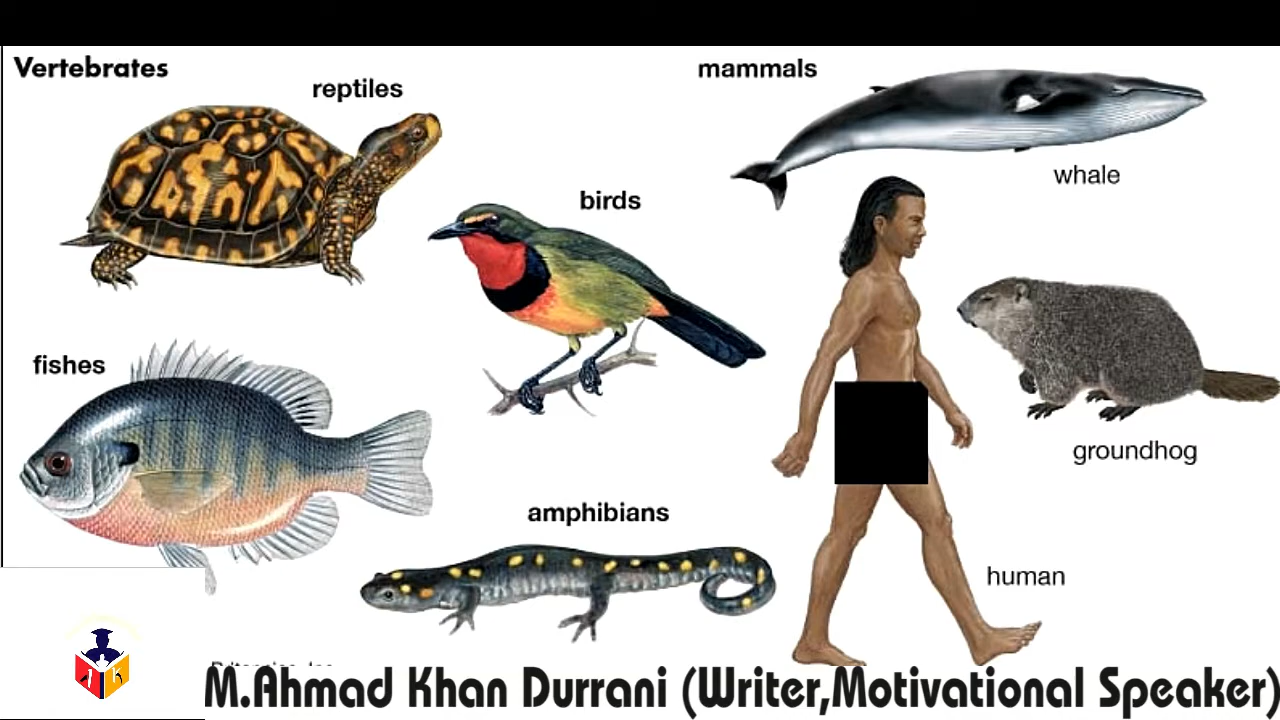 Vertebrates
reptiles
mammals
whale
birds
fishes
groundhog
amphibians
human
M.Ahmad Khan Durrani (Writer,Motivational Speaker)